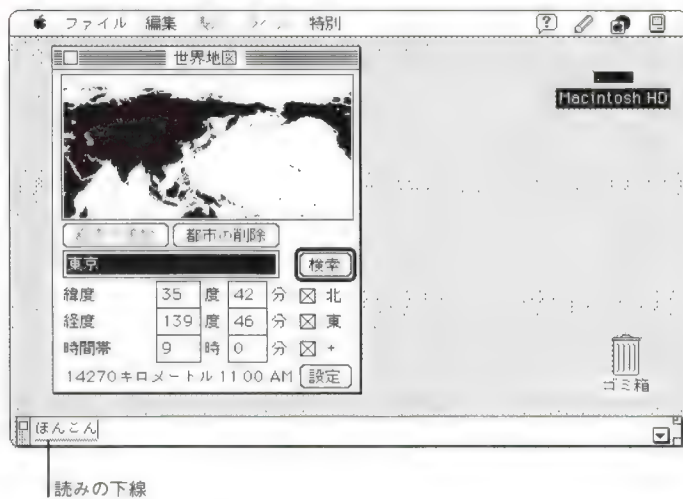 ファイル 編集 特別
世界地図
Macintosh HD
都市の削除
東京 検索
緯度 35 度 42 分 北
経度 139 度 46 分 東
時間帯 9 時 0 分 +
14270キロメートル 11:00 AM 設定
ゴミ箱
ほんこん
読みの下線